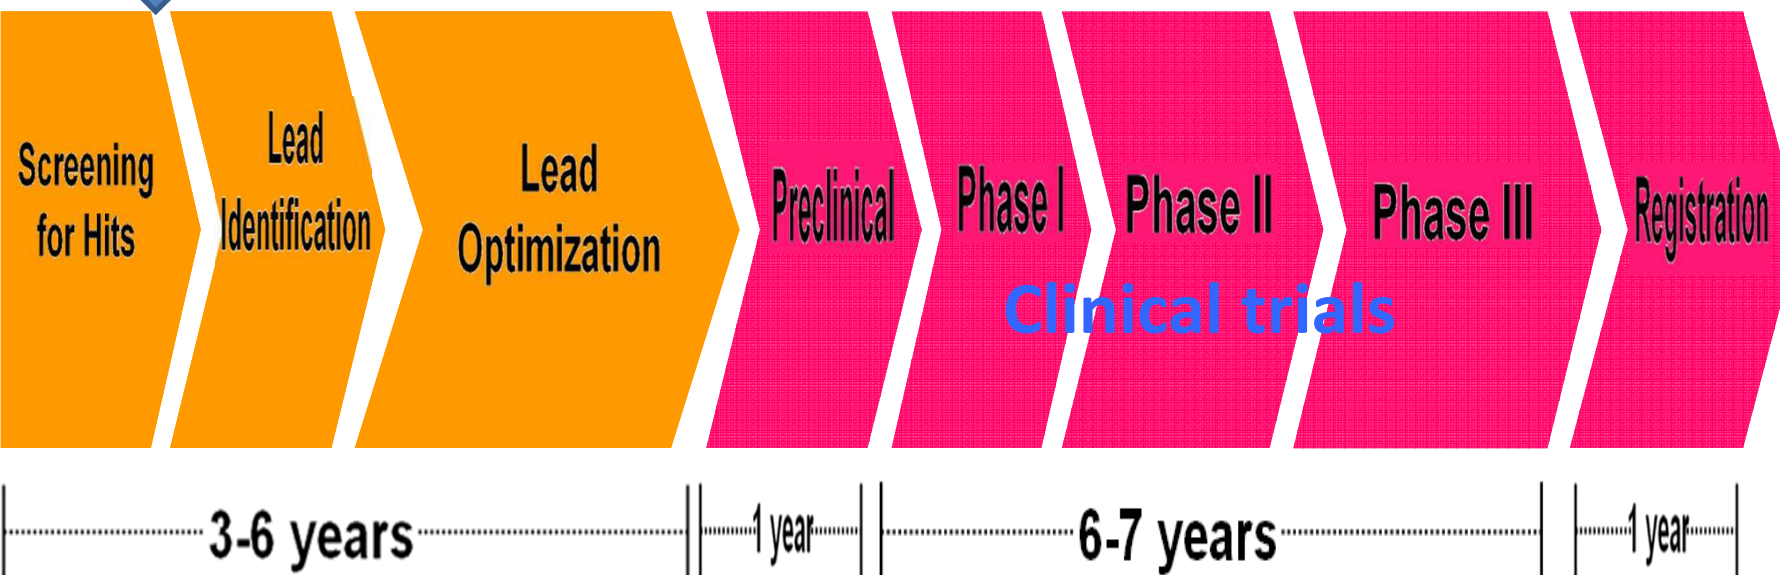 Screening
for Hits
Lead
Identification
Lead
Optimization
Preclinical
Phase I
Phase II
Phase III
Registration
Clinical trials
3-6 years
1 year
6-7 years
1 year